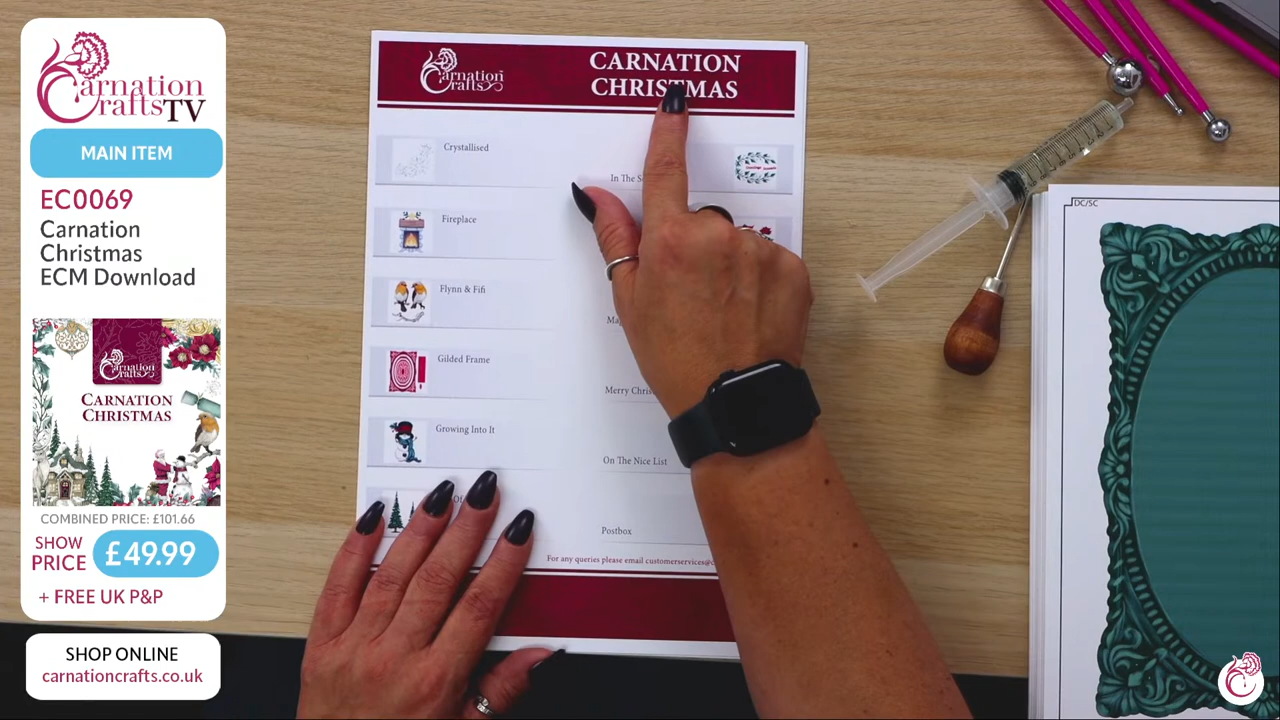 Carnation
Crafts TV
MAIN ITEM
EC0069
Carnation
Christmas
ECM Download
Carnation
Crafts
CARNATION
CHRISTMAS
COMBINED PRICE: £101.66
SHOW
PRICE
£49.99
+ FREE UK P&P
SHOP ONLINE
carnationcrafts.co.uk
Carnation
Crafts
CARNATION
CHRISTMAS
Crystallised
Fireplace
Flynn & Fifi
Gilded Frame
Growing Into It
In The
Merry
On The Nice List
Postbox
For any queries please email customerservices@
DC/SC